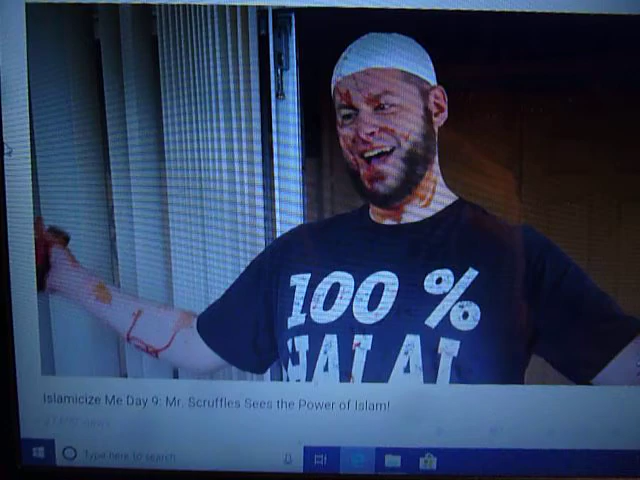 100 %
HALAL
Islamicize Me Day 9: Mr. Scruffles Sees the Power of Islam!
Type here to search